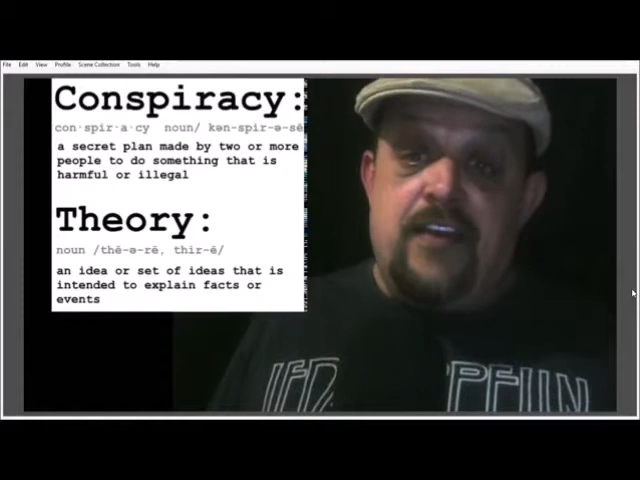 File Edit View Profile Scene Collection Tools Help
Conspiracy:
con·spir·a·cy noun/ kən-spir-ə-sē
a secret plan made by two or more
people to do something that is
harmful or illegal
Theory:
noun /thē-ə-rē, thir-ē/
an idea or set of ideas that is
intended to explain facts or
events
LED ZEPPELIN